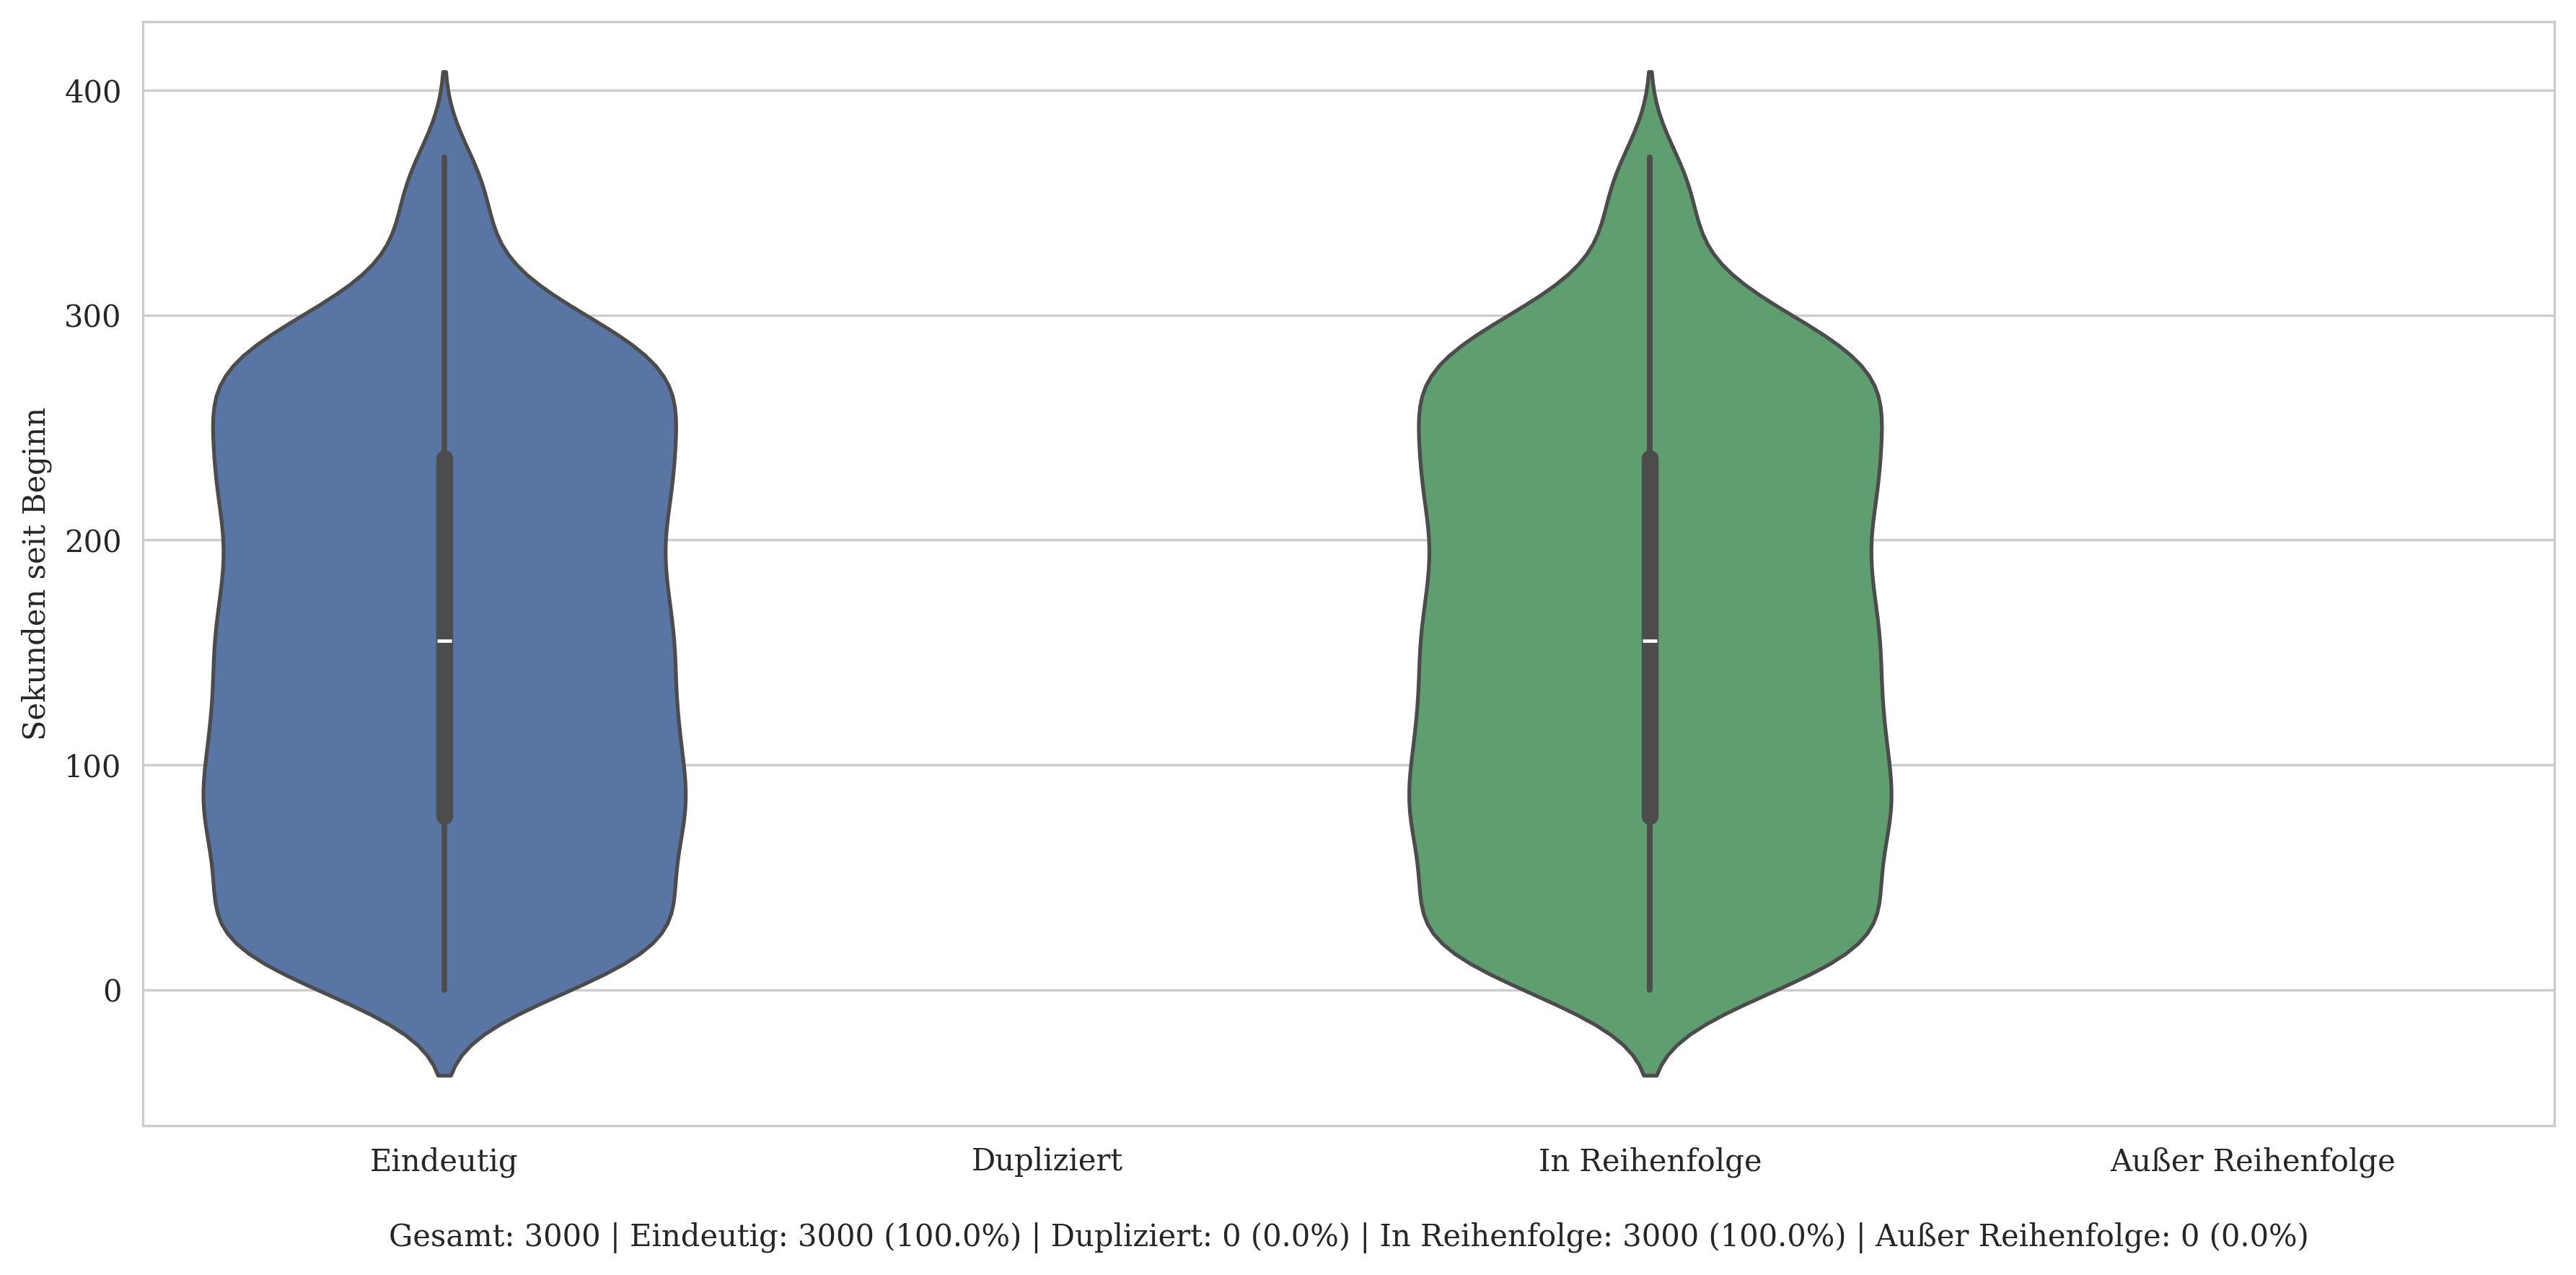 Sekunden seit Beginn
400
300
200
100
0
Eindeutig
Dupliziert
In Reihenfolge
Außer Reihenfolge
Gesamt: 3000 | Eindeutig: 3000 (100.0%) | Dupliziert: 0 (0.0%) | In Reihenfolge: 3000 (100.0%) | Außer Reihenfolge: 0 (0.0%)